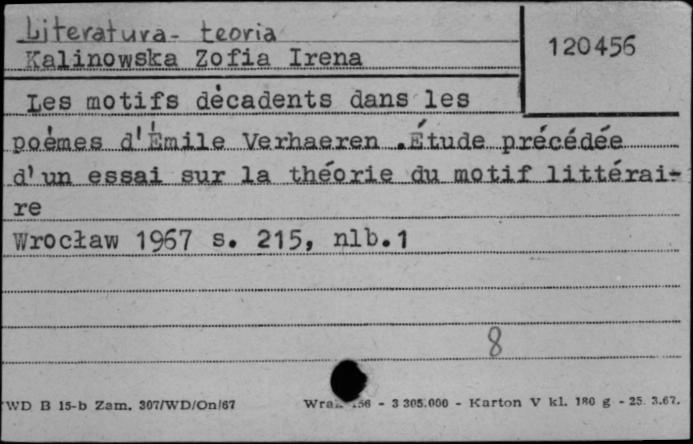 Literatura - teoria
Kalinowska Zofia Irena
120456
Les motifs décadents dans les
poèmes d'Émile Verhaeren .Étude précédée
d'un essai sur la théorie du motif littérai-
re
Wrocław 1967 s. 215, nlb.1
8
WD B 15-b Zam. 307/WD/On/67
- 3 305.000 - Karton V kl. 180 g - 25. 3.67.